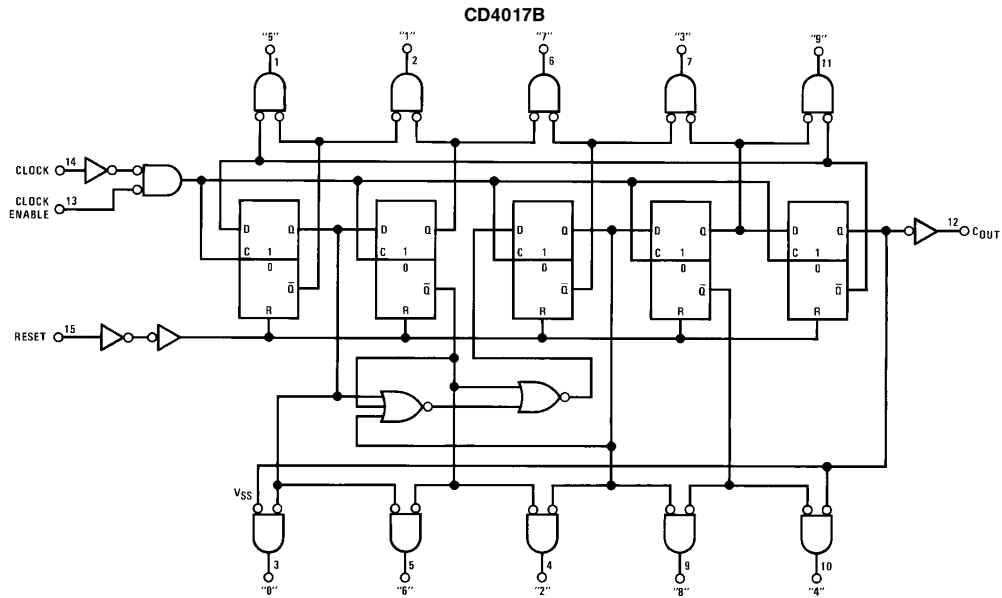 CD4017B
"5" "1" "7" "3" "9"
1 2 6 7 11
CLOCK 14
CLOCK ENABLE 13
D Q D Q D Q D Q D Q 12 COUT
C 1 C 1 C 1 C 1 C 1
0 0 0 0 0
Q̅ Q̅ Q̅ Q̅ Q̅
R R R R R
RESET 15
VSS
3 5 4 9 10
"0" "6" "2" "8" "4"